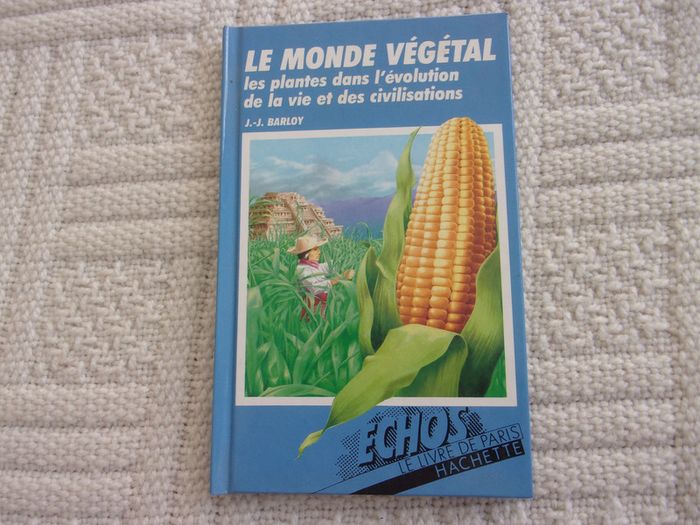 LE MONDE VÉGÉTAL
les plantes dans l'évolution
de la vie et des civilisations
J.-J. BARLOY
ECHOS
LE LIVRE DE PARIS
HACHETTE